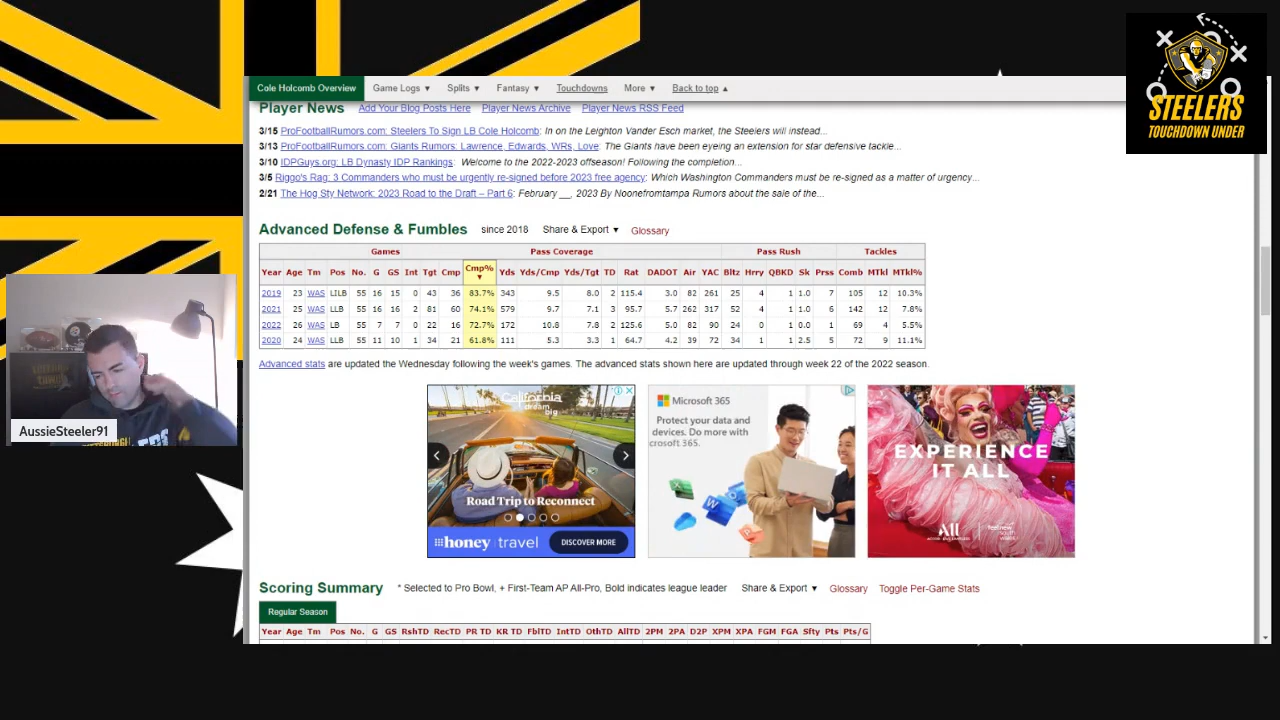 Cole Holcomb Overview Game Logs ▼ Splits ▼ Fantasy ▼ Touchdowns More ▼ Back to top ▲
Player News Add Your Blog Posts Here Player News Archive Player News RSS Feed
3/15 ProFootballRumors.com: Steelers To Sign LB Cole Holcomb: In on the Leighton Vander Esch market, the Steelers will instead...
3/13 ProFootballRumors.com: Giants Rumors: Lawrence, Edwards, WRs, Love: The Giants have been eyeing an extension for star defensive tackle...
3/10 IDPGuys.org: LB Dynasty IDP Rankings: Welcome to the 2022-2023 offseason! Following the completion...
3/5 Riggo's Rag: 3 Commanders who must be urgently re-signed before 2023 free agency: Which Washington Commanders must be re-signed as a matter of urgency...
2/21 The Hog Sty Network: 2023 Road to the Draft – Part 6: February __, 2023 By Noonefromtampa Rumors about the sale of the...
STEELERS
TOUCHDOWN UNDER
Advanced Defense & Fumbles since 2018 Share & Export ▼ Glossary
Games Pass Coverage Pass Rush Tackles
Year Age Tm Pos No. G GS Int Tgt Cmp Cmp% ▼ Yds Yds/Cmp Yds/Tgt TD Rat DADOT Air YAC Bltz Hrry QBKD Sk Prss Comb MTkl MTkl%
2019 23 WAS LILB 55 16 15 0 43 36 83.7% 343 9.5 8.0 2 115.4 3.0 82 261 25 4 1 1.0 7 105 12 10.3%
2021 25 WAS LLB 55 16 16 2 81 60 74.1% 579 9.7 7.1 3 95.7 5.7 262 317 52 4 1 1.0 6 142 12 7.8%
2022 26 WAS LB 55 7 7 0 22 16 72.7% 172 10.8 7.8 2 125.6 5.0 82 90 24 0 1 0.0 1 69 4 5.5%
2020 24 WAS LLB 55 11 10 1 34 21 61.8% 111 5.3 3.3 1 64.7 4.2 39 72 34 1 1 2.5 5 72 9 11.1%
Advanced stats are updated the Wednesday following the week's games. The advanced stats shown here are updated through week 22 of the 2022 season.
AussieSteeler91
California
dream
big
Road Trip to Reconnect
honey travel DISCOVER MORE
Microsoft 365
Protect your data and
devices. Do more with
crosoft 365.
EXPERIENCE
IT ALL
ALL
Scoring Summary * Selected to Pro Bowl, + First-Team AP All-Pro, Bold indicates league leader Share & Export ▼ Glossary Toggle Per-Game Stats
Regular Season
Year Age Tm Pos No. G GS RshTD RecTD PR TD KR TD FblTD IntTD OthTD AllTD 2PM 2PA D2P XPM XPA FGM FGA Sfty Pts Pts/G